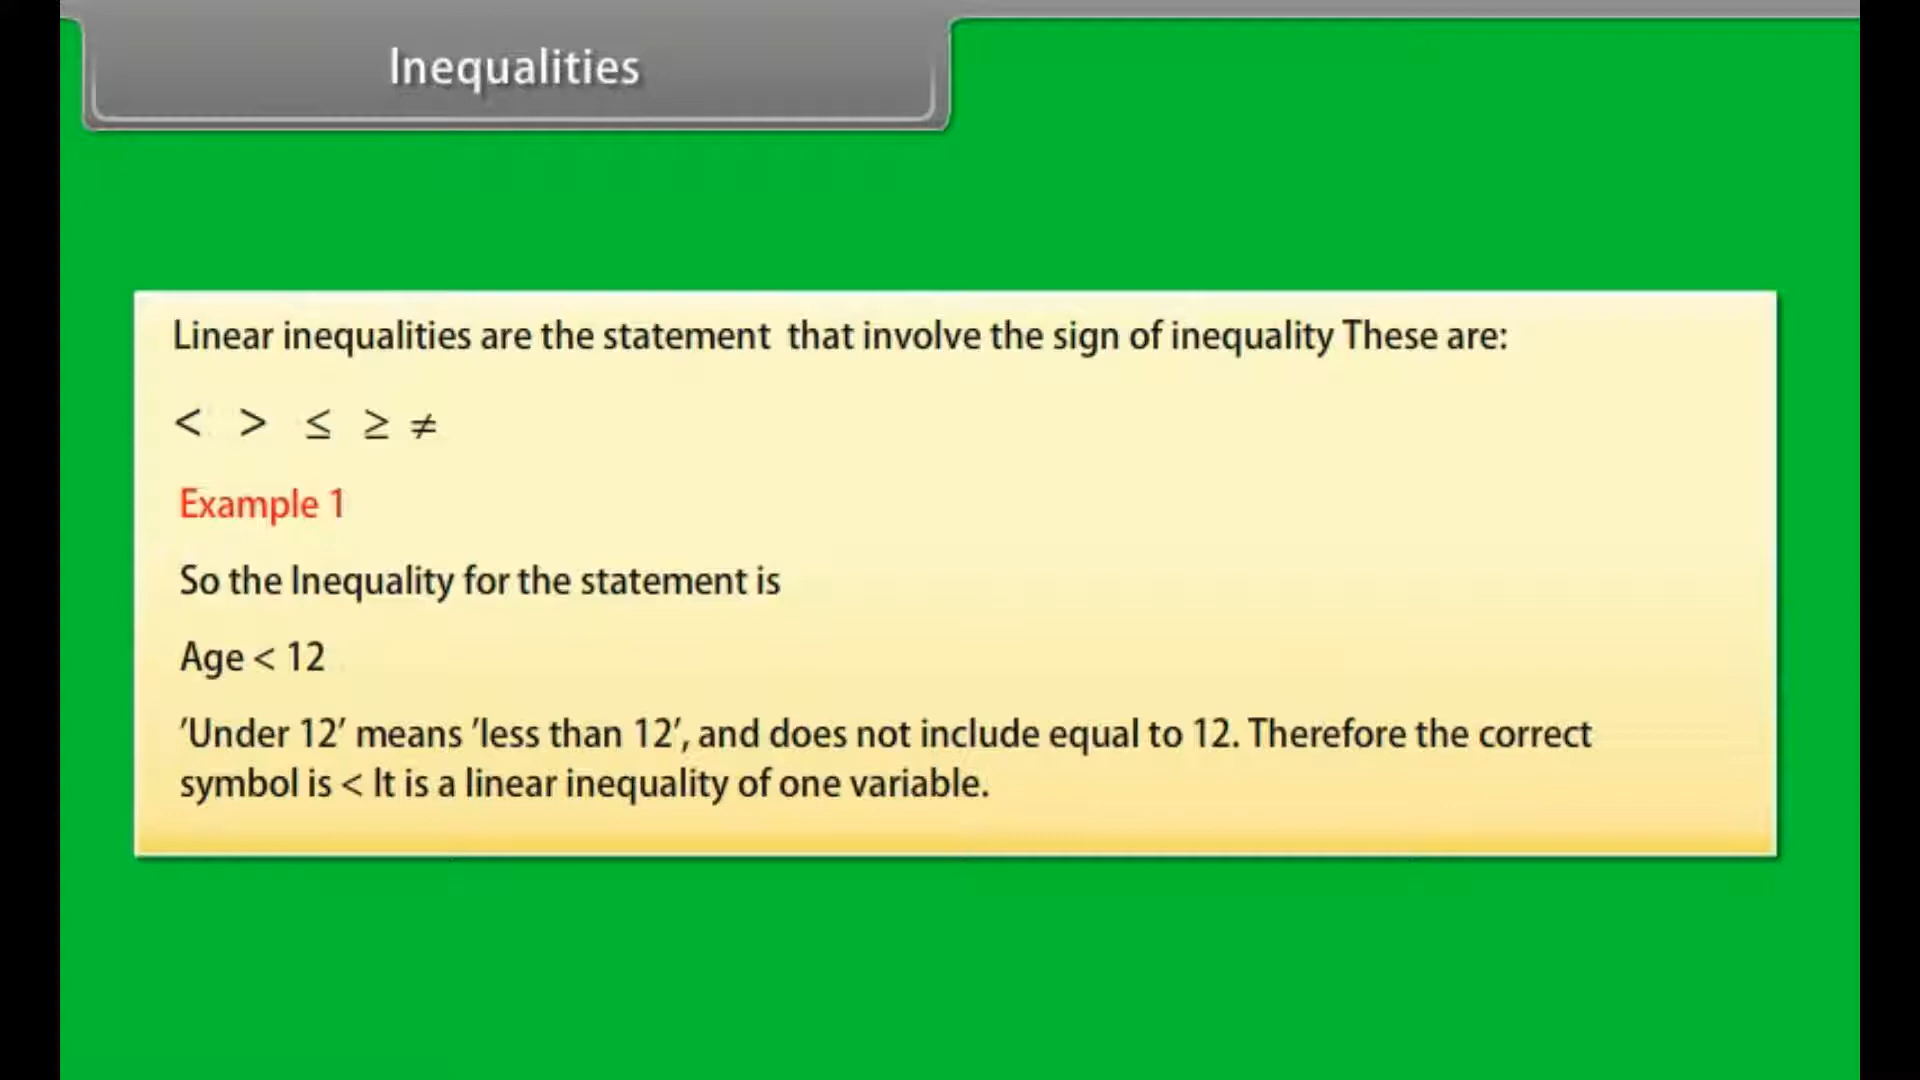 Inequalities
Linear inequalities are the statement that involve the sign of inequality These are:
< > ≤ ≥ ≠
Example 1
So the Inequality for the statement is
Age < 12
'Under 12' means 'less than 12', and does not include equal to 12. Therefore the correct
symbol is < It is a linear inequality of one variable.